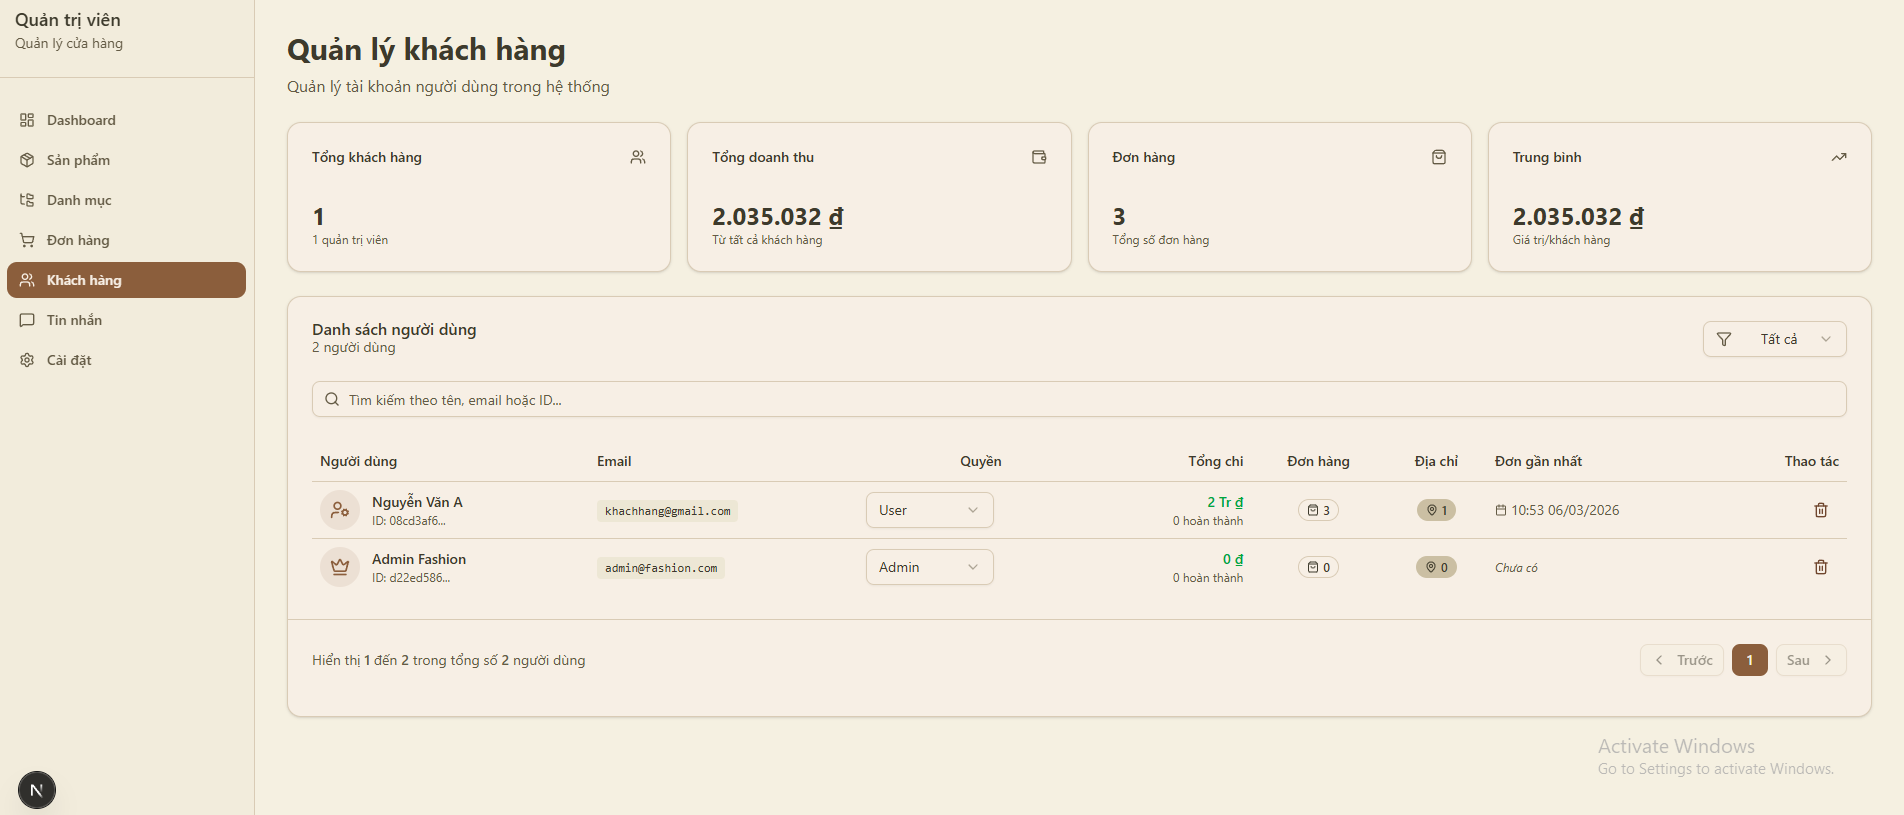 Quản trị viên
Quản lý cửa hàng
Dashboard
Sản phẩm
Danh mục
Đơn hàng
Khách hàng
Tin nhắn
Cài đặt
N
Quản lý khách hàng
Quản lý tài khoản người dùng trong hệ thống
Tổng khách hàng
1
1 quản trị viên
Tổng doanh thu
2.035.032 ₫
Từ tất cả khách hàng
Đơn hàng
3
Tổng số đơn hàng
Trung bình
2.035.032 ₫
Giá trị/khách hàng
Danh sách người dùng
2 người dùng
Tất cả
Tìm kiếm theo tên, email hoặc ID...
Người dùng Email Quyền Tổng chi Đơn hàng Địa chỉ Đơn gần nhất Thao tác
Nguyễn Văn A khachhang@gmail.com User 2 Tr ₫ 3 1 10:53 06/03/2026
ID: 08cd3af6... 0 hoàn thành
Admin Fashion admin@fashion.com Admin 0 ₫ 0 0 Chưa có
ID: d22ed586... 0 hoàn thành
Hiển thị 1 đến 2 trong tổng số 2 người dùng
Trước 1 Sau
Activate Windows
Go to Settings to activate Windows.